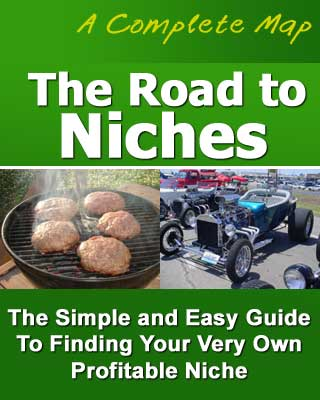 A Complete Map
The Road to
Niches
The Simple and Easy Guide
To Finding Your Very Own
Profitable Niche